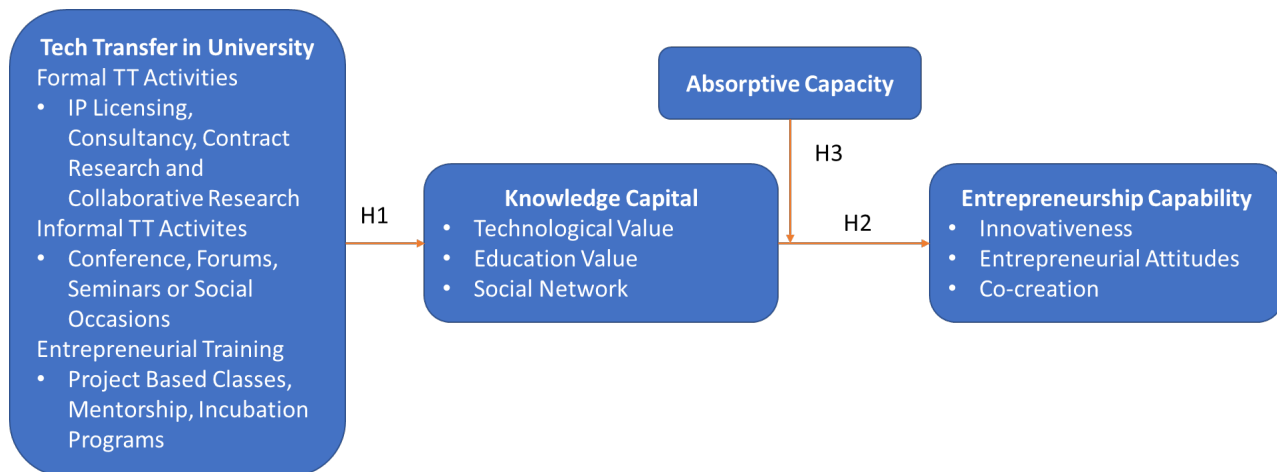 Tech Transfer in University
Formal TT Activities
• IP Licensing,
Consultancy, Contract
Research and
Collaborative Research
Informal TT Activites
• Conference, Forums,
Seminars or Social
Occasions
Entrepreneurial Training
• Project Based Classes,
Mentorship, Incubation
Programs
H1
Knowledge Capital
• Technological Value
• Education Value
• Social Network
Absorptive Capacity
H3
H2
Entrepreneurship Capability
• Innovativeness
• Entrepreneurial Attitudes
• Co-creation